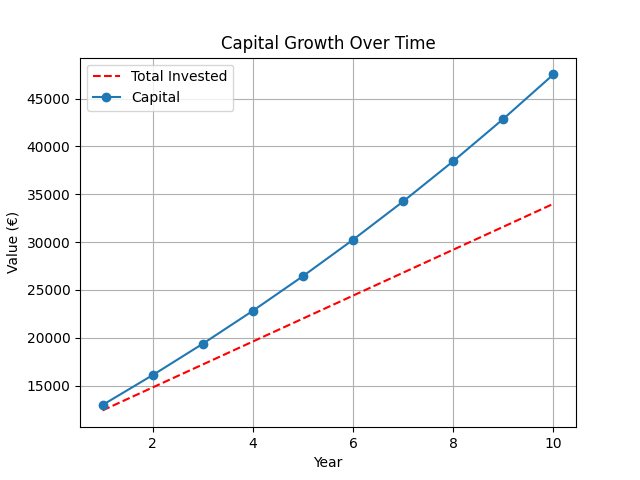 Capital Growth Over Time
Total Invested
Capital
45000
40000
35000
30000
25000
20000
15000
Value (€)
2 4 6 8 10
Year